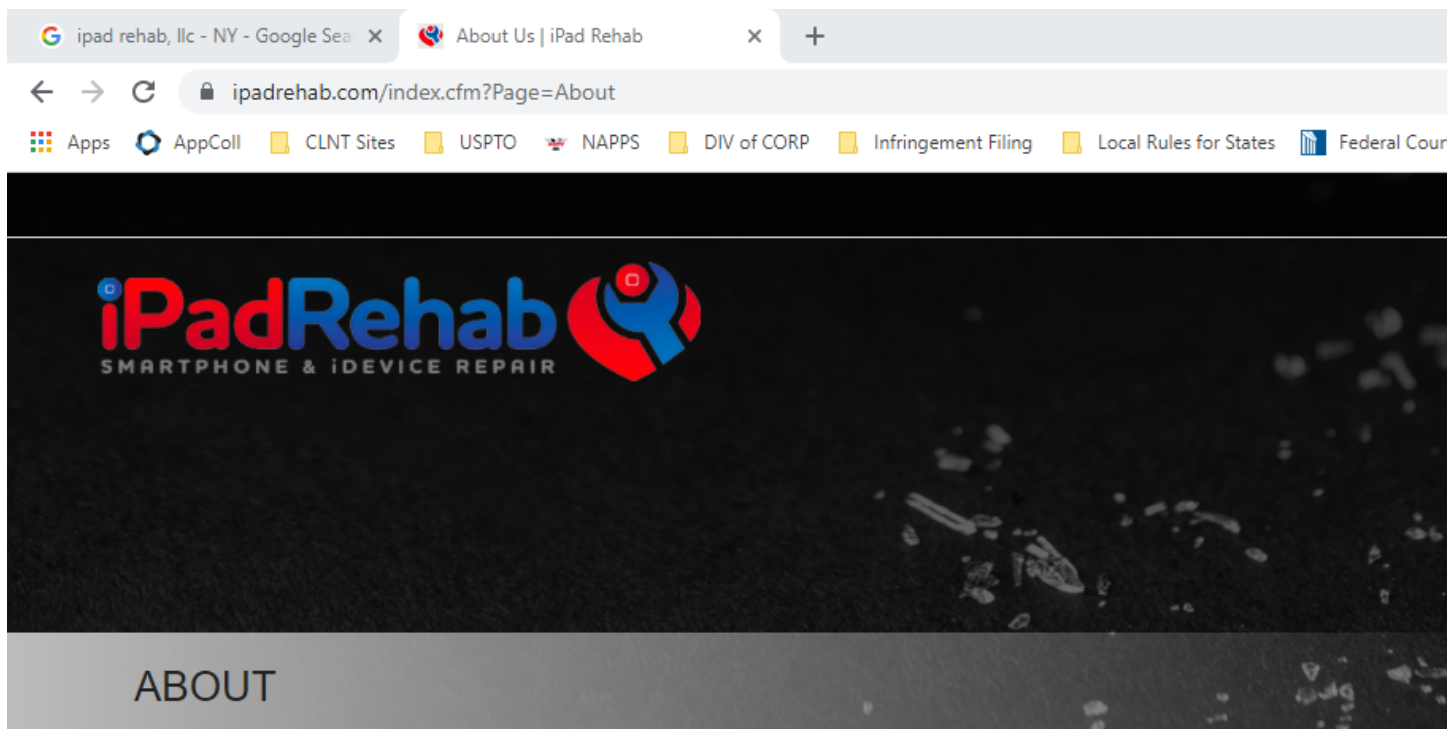 ipad rehab, llc - NY - Google Sea
About Us | iPad Rehab
ipadrehab.com/index.cfm?Page=About
Apps AppColl CLNT Sites USPTO NAPPS DIV of CORP Infringement Filing Local Rules for States Federal Cour
iPadRehab
SMARTPHONE & iDEVICE REPAIR
ABOUT